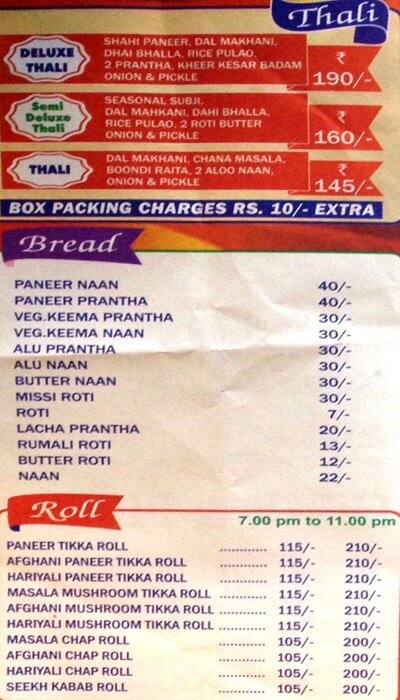 Thali
DELUXE THALI
SHAHI PANEER, DAL MAKHANI,
DHAI BHALLA, RICE PULAO,
2 PRANTHA, KHEER KESAR BADAM
ONION & PICKLE
₹ 190/-
Semi Deluxe Thali
SEASONAL SUBJI,
DAL MAHKANI, DAHI BHALLA,
RICE PULAO, 2 ROTI BUTTER
ONION & PICKLE
₹ 160/-
THALI
DAL MAKHANI, CHANA MASALA,
BOONDI RAITA, 2 ALOO NAAN,
ONION & PICKLE
₹ 145/-
BOX PACKING CHARGES RS. 10/- EXTRA
Bread
PANEER NAAN 40/-
PANEER PRANTHA 40/-
VEG.KEEMA PRANTHA 30/-
VEG.KEEMA NAAN 30/-
ALU PRANTHA 30/-
ALU NAAN 30/-
BUTTER NAAN 30/-
MISSI ROTI 30/-
ROTI 7/-
LACHA PRANTHA 20/-
RUMALI ROTI 13/-
BUTTER ROTI 12/-
NAAN 22/-
Roll
7.00 pm to 11.00 pm
PANEER TIKKA ROLL ............ 115/- 210/-
AFGHANI PANEER TIKKA ROLL ............ 115/- 210/-
HARIYALI PANEER TIKKA ROLL ............ 115/- 210/-
MASALA MUSHROOM TIKKA ROLL ............ 115/- 210/-
AFGHANI MUSHROOM TIKKA ROLL ............ 115/- 210/-
HARIYALI MUSHROOM TIKKA ROLL ............ 115/- 210/-
MASALA CHAP ROLL ............ 105/- 200/-
AFGHANI CHAP ROLL ............ 105/- 200/-
HARIYALI CHAP ROLL ............ 105/- 200/-
SEEKH KABAB ROLL ............ 105/- 200/-